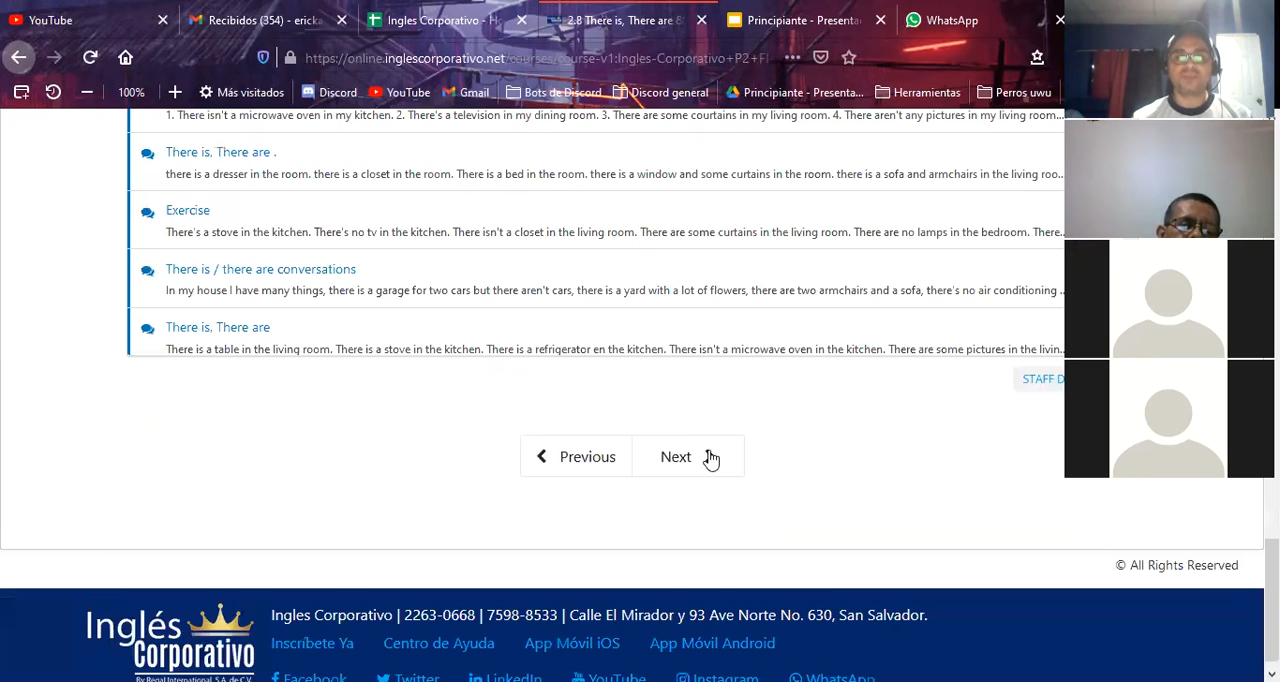 YouTube
Recibidos (354) - ericka
Ingles Corporativo - Ho
2.8 There is, There are &
Principiante - Presenta
WhatsApp
https://online.inglescorporativo.net/courses/course-v1:Ingles-Corporativo+P2+Fl
100%
Más visitados
Discord
YouTube
Gmail
Bots de Discord
Discord general
Principiante - Presenta...
Herramientas
Perros uwu
1. There isn't a microwave oven in my kitchen. 2. There's a television in my dining room. 3. There are some courtains in my living room. 4. There aren't any pictures in my living room...
There is, There are .
there is a dresser in the room. there is a closet in the room. There is a bed in the room. there is a window and some curtains in the room. there is a sofa and armchairs in the living roo...
Exercise
There's a stove in the kitchen. There's no tv in the kitchen. There isn't a closet in the living room. There are some curtains in the living room. There are no lamps in the bedroom. There...
There is / there are conversations
In my house I have many things, there is a garage for two cars but there aren't cars, there is a yard with a lot of flowers, there are two armchairs and a sofa, there's no air conditioning ...
There is, There are
There is a table in the living room. There is a stove in the kitchen. There is a refrigerator en the kitchen. There isn't a microwave oven in the kitchen. There are some pictures in the livin...
STAFF D
Previous
Next
© All Rights Reserved
Inglés
Corporativo
By Regal International, S.A. de C.V.
Ingles Corporativo | 2263-0668 | 7598-8533 | Calle El Mirador y 93 Ave Norte No. 630, San Salvador.
Inscríbete Ya
Centro de Ayuda
App Móvil iOS
App Móvil Android
Facebook
Twitter
LinkedIn
YouTube
Instagram
WhatsApp